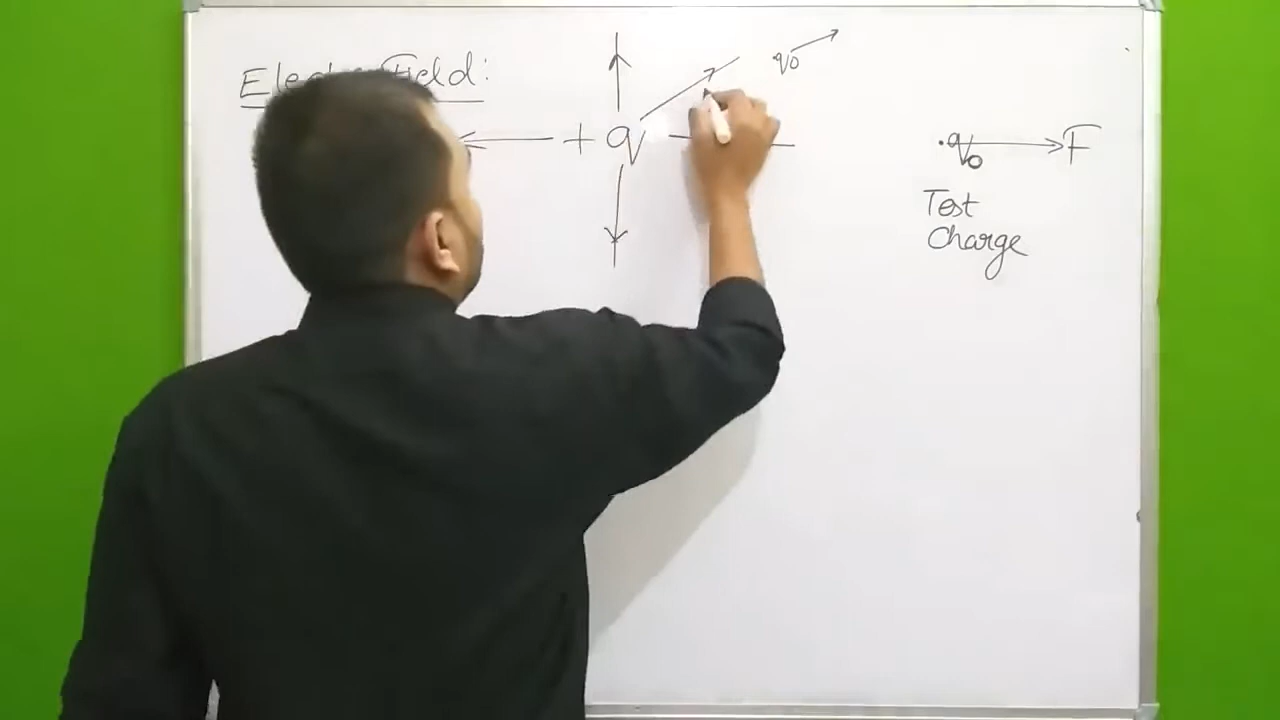 Field:
q₀
+ q
q₀ F
Test
Charge